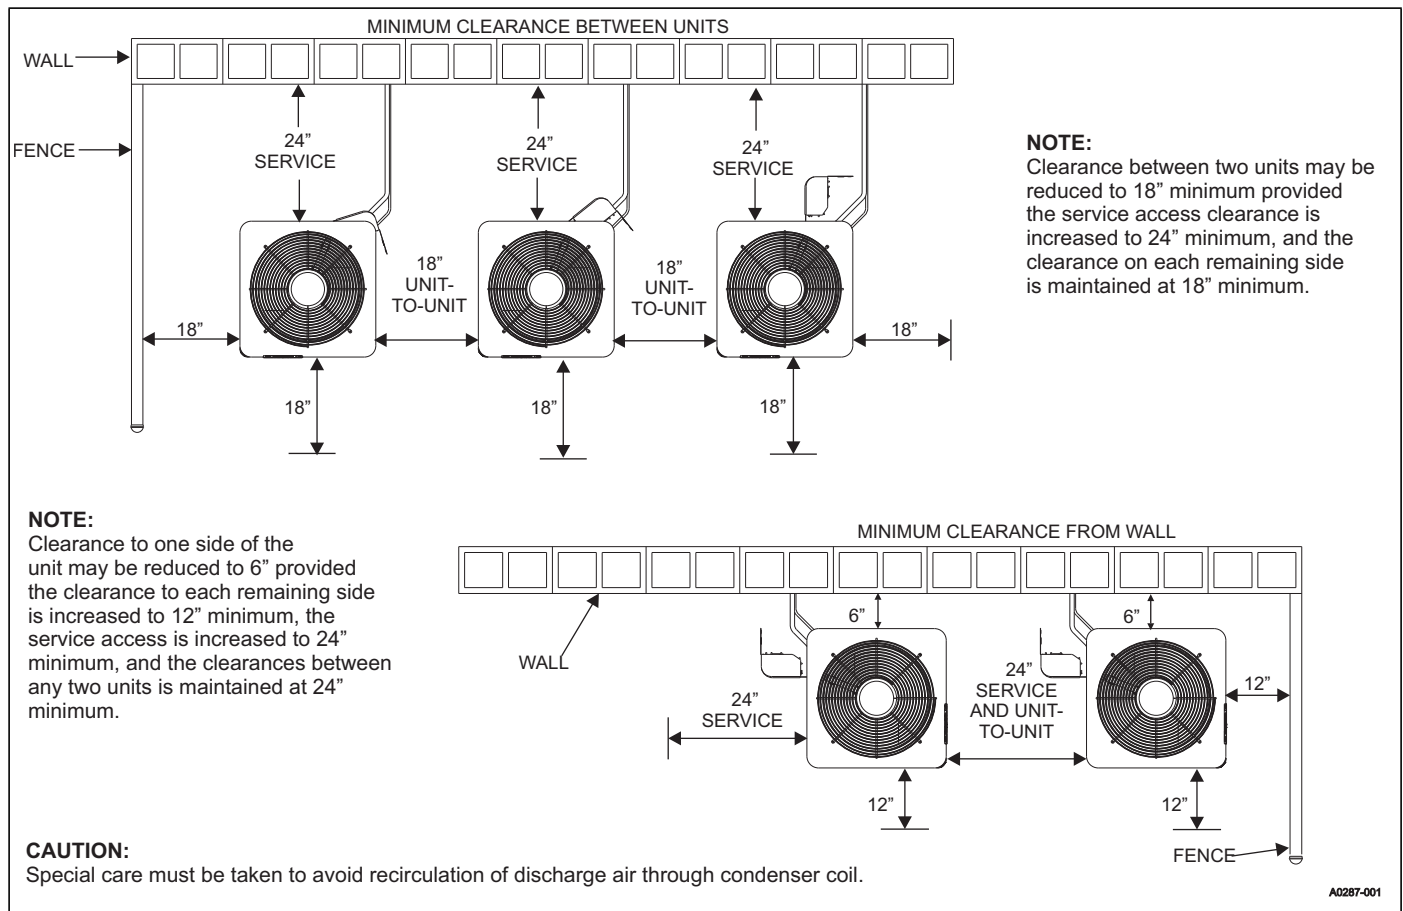 MINIMUM CLEARANCE BETWEEN UNITS
WALL
FENCE
24”
SERVICE
24”
SERVICE
24”
SERVICE
18”
UNIT-
TO-UNIT
18”
UNIT-
TO-UNIT
18”
18”
18”
18”
18”
NOTE:
Clearance between two units may be
reduced to 18” minimum provided
the service access clearance is
increased to 24” minimum, and the
clearance on each remaining side
is maintained at 18” minimum.
NOTE:
Clearance to one side of the
unit may be reduced to 6” provided
the clearance to each remaining side
is increased to 12” minimum, the
service access is increased to 24”
minimum, and the clearances between
any two units is maintained at 24”
minimum.
MINIMUM CLEARANCE FROM WALL
WALL
6”
6”
24”
SERVICE
24”
SERVICE
AND UNIT-
TO-UNIT
12”
12”
12”
FENCE
CAUTION:
Special care must be taken to avoid recirculation of discharge air through condenser coil.
A0287-001